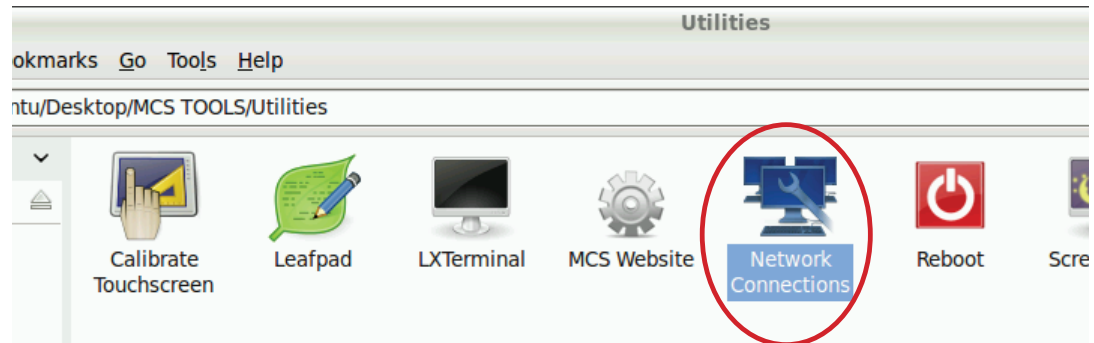 Utilities
okmarks Go Tools Help
ntu/Desktop/MCS TOOLS/Utilities
Calibrate
Touchscreen
Leafpad
LXTerminal
MCS Website
Network
Connections
Reboot
Scre